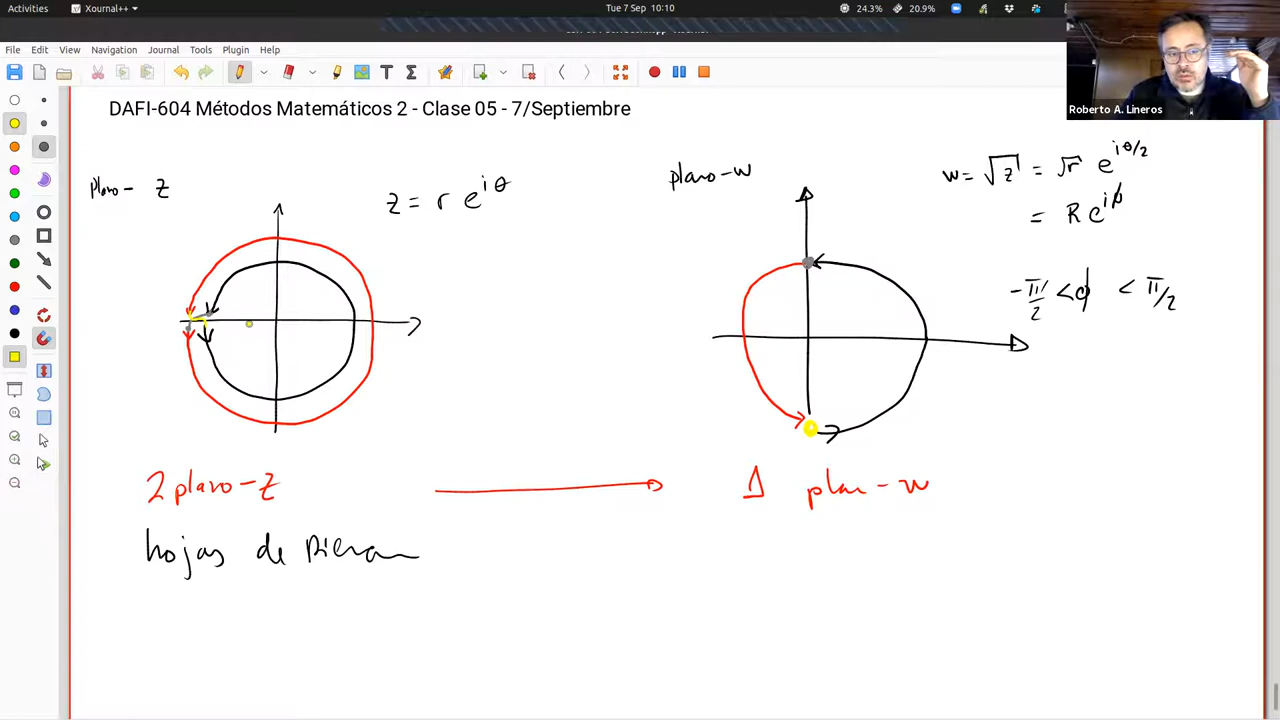 Activities Xournal++ Tue 7 Sep 10:10 24.3% 20.9%
File Edit View Navigation Journal Tools Plugin Help
Roberto A. Lineros
DAFI-604 Métodos Matemáticos 2 - Clase 05 - 7/Septiembre
plano- z
z = r e^{iθ}
plano-w
w = √z = √r e^{iθ/2}
= R e^{iϕ}
-π/2 < ϕ < π/2
2 plano-z
1 plan-w
hojas de Rieman